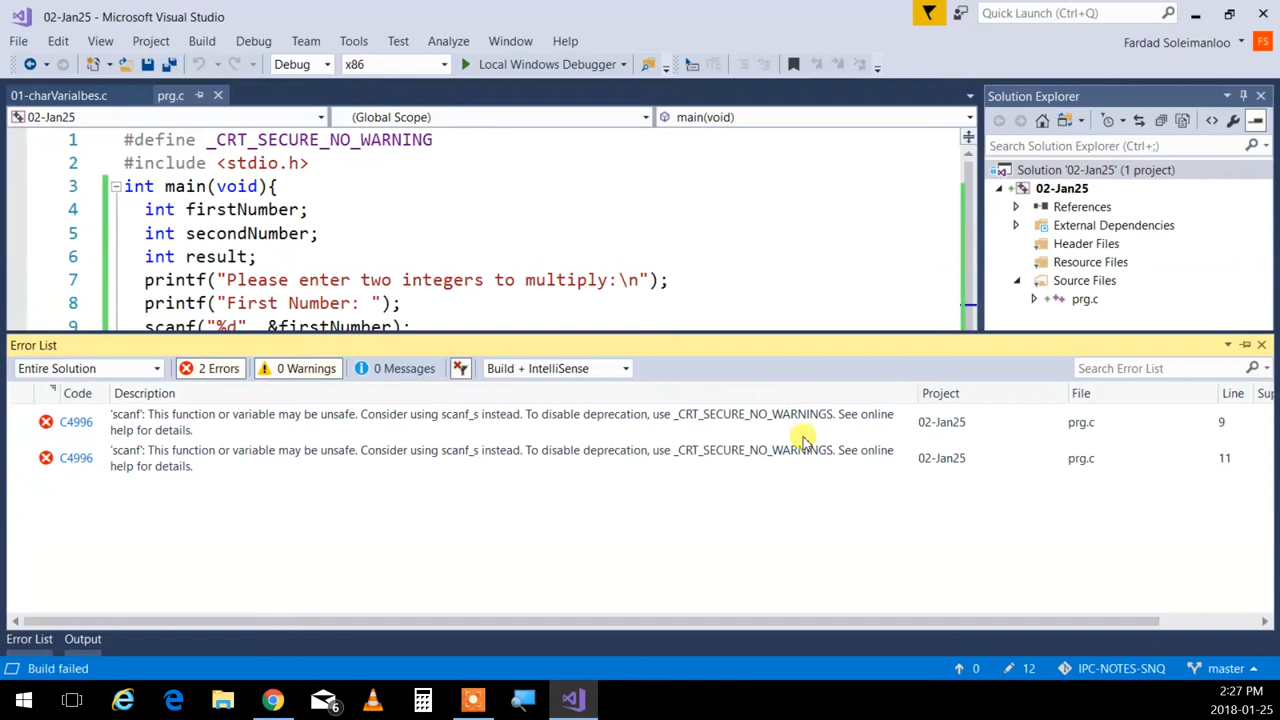 02-Jan25 - Microsoft Visual Studio
Quick Launch (Ctrl+Q)
File Edit View Project Build Debug Team Tools Test Analyze Window Help
Fardad Soleimanloo FS
Debug x86 Local Windows Debugger
01-charVarialbes.c prg.c
Solution Explorer
02-Jan25 (Global Scope) main(void)
1 #define _CRT_SECURE_NO_WARNING
2 #include <stdio.h>
3 int main(void){
4 int firstNumber;
5 int secondNumber;
6 int result;
7 printf("Please enter two integers to multiply:\n");
8 printf("First Number: ");
9 scanf("%d", &firstNumber);
Search Solution Explorer (Ctrl+;)
Solution '02-Jan25' (1 project)
02-Jan25
References
External Dependencies
Header Files
Resource Files
Source Files
prg.c
Error List
Entire Solution 2 Errors 0 Warnings 0 Messages Build + IntelliSense Search Error List
Code Description Project File Line Sup
C4996 'scanf': This function or variable may be unsafe. Consider using scanf_s instead. To disable deprecation, use _CRT_SECURE_NO_WARNINGS. See online 02-Jan25 prg.c 9
help for details.
C4996 'scanf': This function or variable may be unsafe. Consider using scanf_s instead. To disable deprecation, use _CRT_SECURE_NO_WARNINGS. See online 02-Jan25 prg.c 11
help for details.
Error List Output
Build failed 0 12 IPC-NOTES-SNQ master
6
2:27 PM
2018-01-25